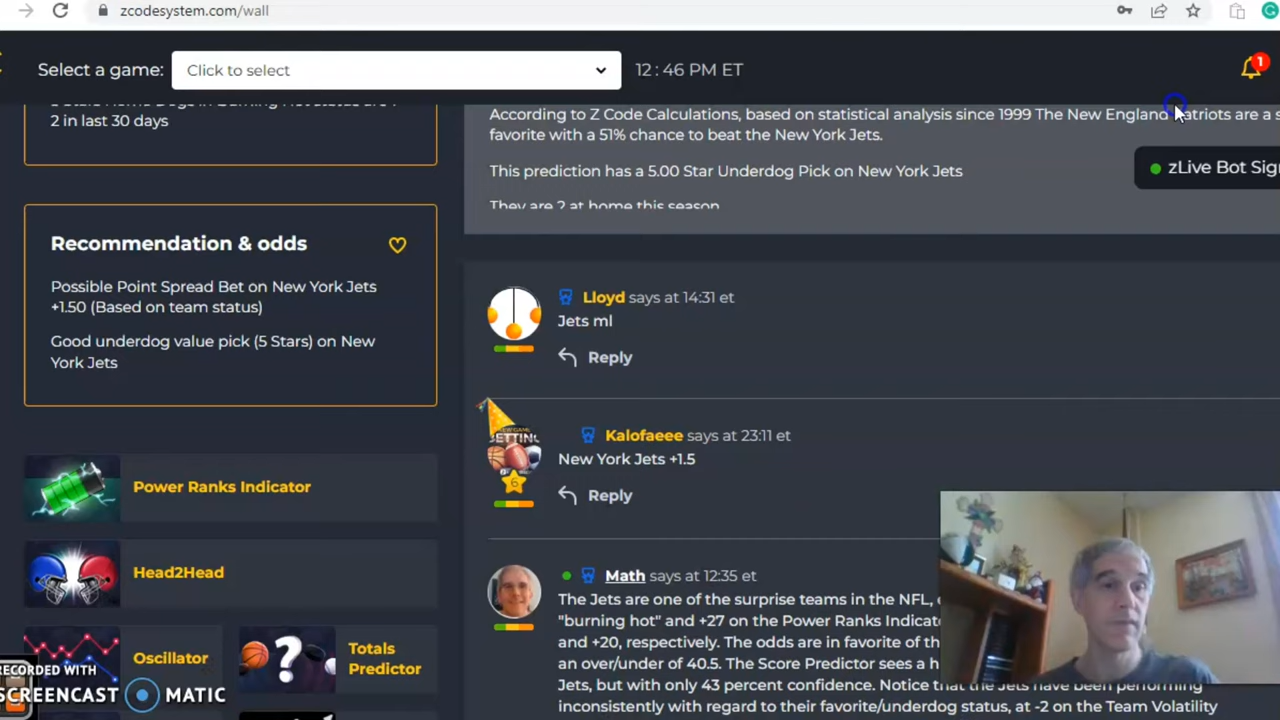 zcodesystem.com/wall
Select a game:
Click to select
12 : 46 PM ET
1
2 in last 30 days
According to Z Code Calculations, based on statistical analysis since 1999 The New England Patriots are a
favorite with a 51% chance to beat the New York Jets.
This prediction has a 5.00 Star Underdog Pick on New York Jets
They are 2 at home this season
zLive Bot Sig
Recommendation & odds
Possible Point Spread Bet on New York Jets
+1.50 (Based on team status)
Good underdog value pick (5 Stars) on New
York Jets
Lloyd says at 14:31 et
Jets ml
Reply
Kalofaeee says at 23:11 et
New York Jets +1.5
6
Reply
Math says at 12:35 et
The Jets are one of the surprise teams in the NFL,
"burning hot" and +27 on the Power Ranks
and +20, respectively. The odds are in favorite of
an over/under of 40.5. The Score Predictor sees a
Jets, but with only 43 percent confidence. Notice that the Jets have been performing
inconsistently with regard to their favorite/underdog status, at -2 on the Team Volatility
Power Ranks Indicator
Head2Head
Oscillator
Totals
Predictor
RECORDED WITH
SCREENCAST MATIC